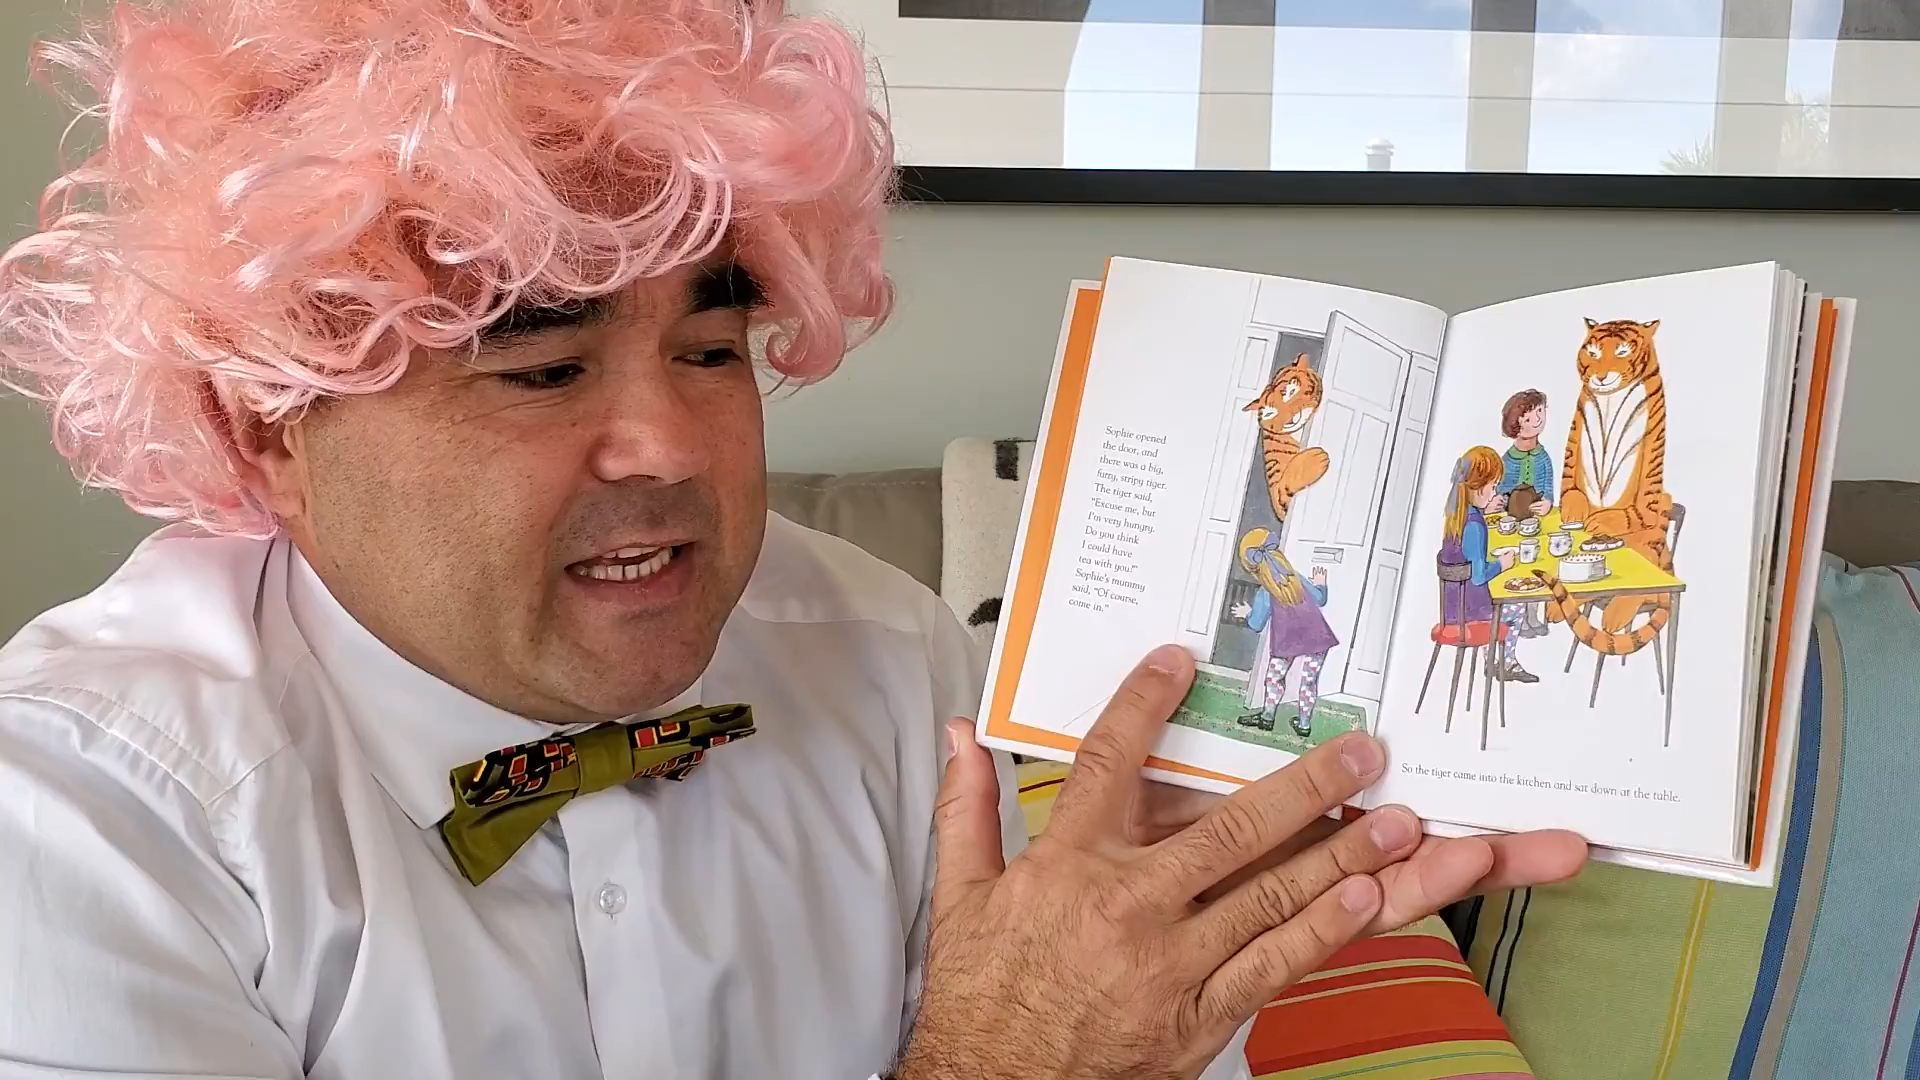 Sophie opened
the door, and
there was a big,
furry, stripy tiger.
The tiger said,
"Excuse me, but
I'm very hungry.
Do you think
I could have
tea with you?"
Sophie's mummy
said, "Of course,
come in."
So the tiger came into the kitchen and sat down at the table.